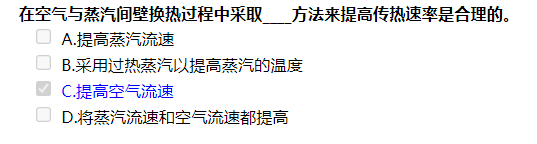 在空气与蒸汽间壁换热过程中采取____方法来提高传热速率是合理的。
A.提高蒸汽流速
B.采用过热蒸汽以提高蒸汽的温度
C.提高空气流速
D.将蒸汽流速和空气流速都提高